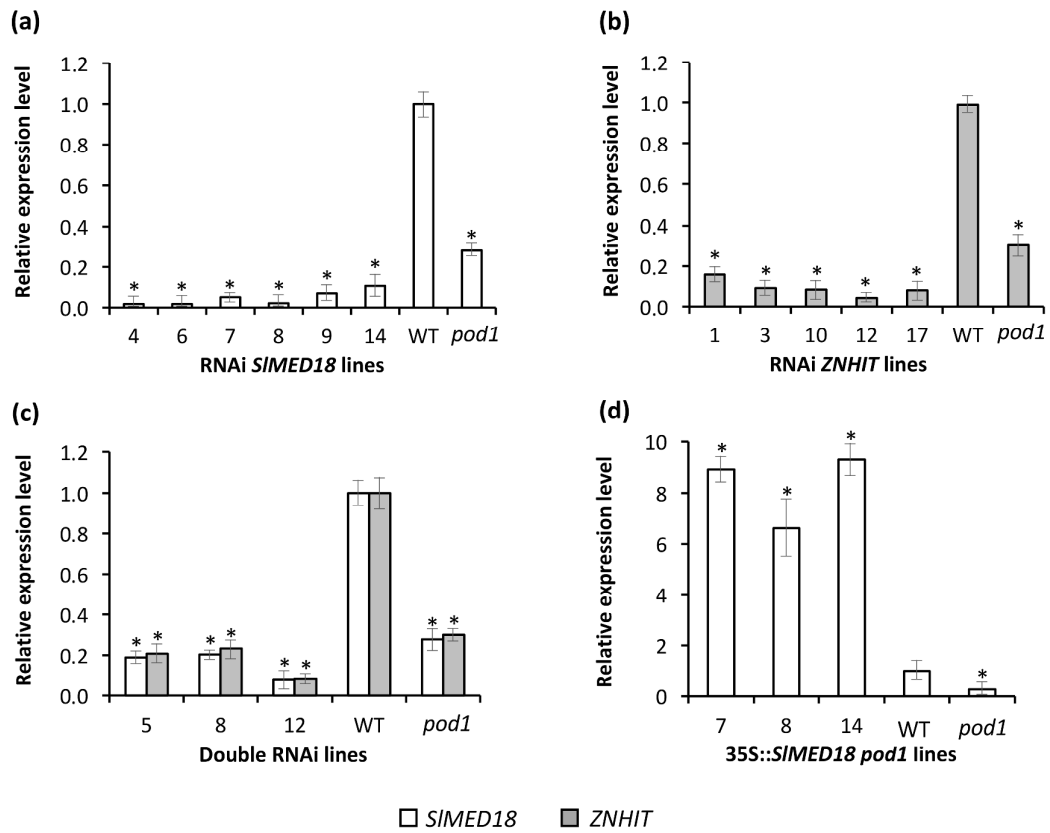 (a)
Relative expression level
1.2
1.0
0.8
0.6
0.4
0.2
0.0
* * * * * * *
4 6 7 8 9 14 WT pod1
RNAi SlMED18 lines
(b)
Relative expression level
1.2
1.0
0.8
0.6
0.4
0.2
0.0
* * * * * *
1 3 10 12 17 WT pod1
RNAi ZNHIT lines
(c)
Relative expression level
1.2
1.0
0.8
0.6
0.4
0.2
0.0
* * * * * * * *
5 8 12 WT pod1
Double RNAi lines
(d)
Relative expression level
10
8
6
4
2
0
* * * *
7 8 14 WT pod1
35S::SlMED18 pod1 lines
SlMED18 ZNHIT